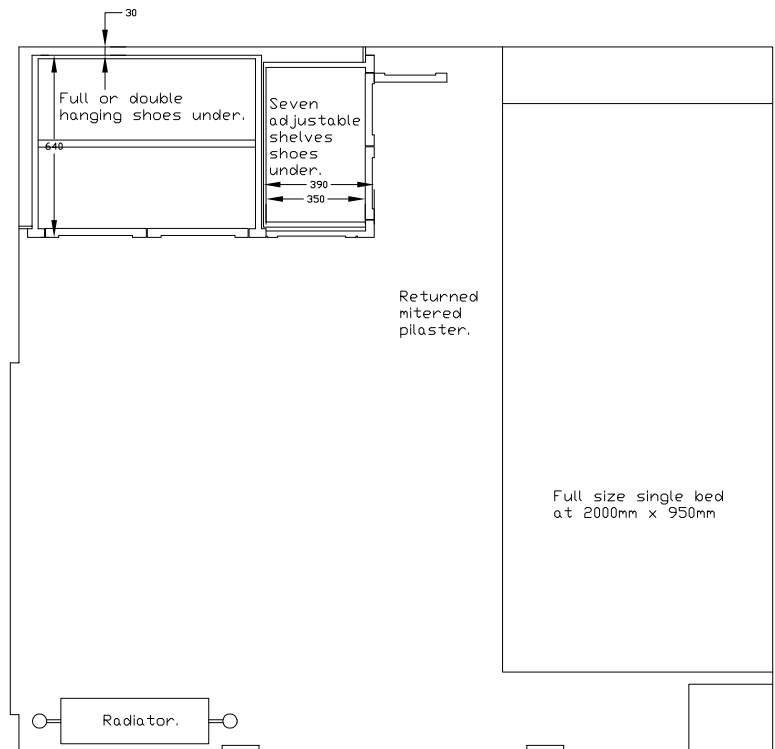 30
Full or double
hanging shoes under.
Seven
adjustable
shelves
shoes
under.
640
390
350
Returned
mitered
pilaster.
Full size single bed
at 2000mm x 950mm
Radiator.